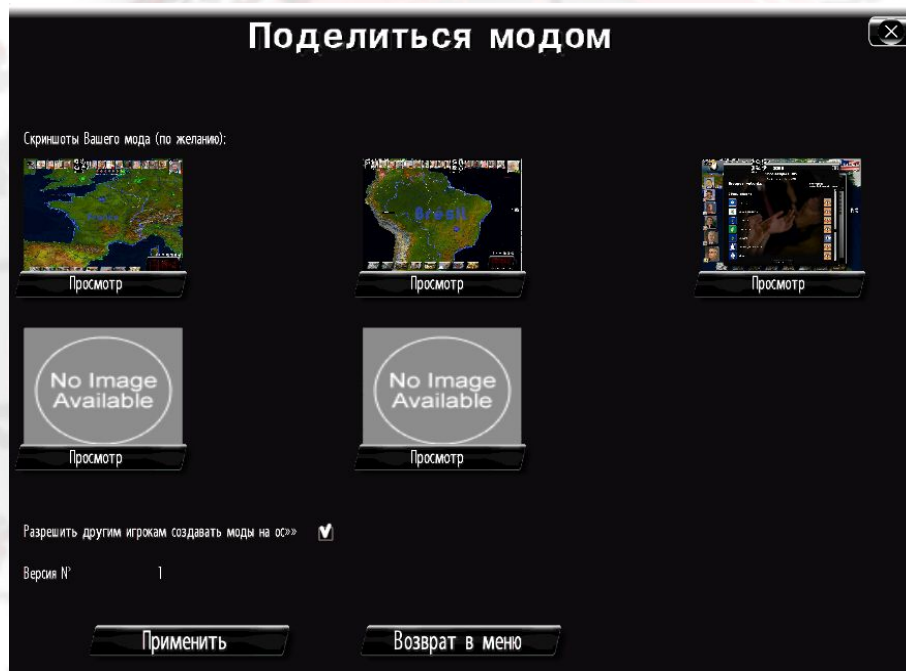 Поделиться модом
Скриншоты Вашего мода (по желанию):
Brasil
Просмотр Просмотр Просмотр
No Image
Available
No Image
Available
Просмотр Просмотр
Разрешить другим игрокам создавать моды на ос»»
Версия N° 1
Применить Возврат в меню